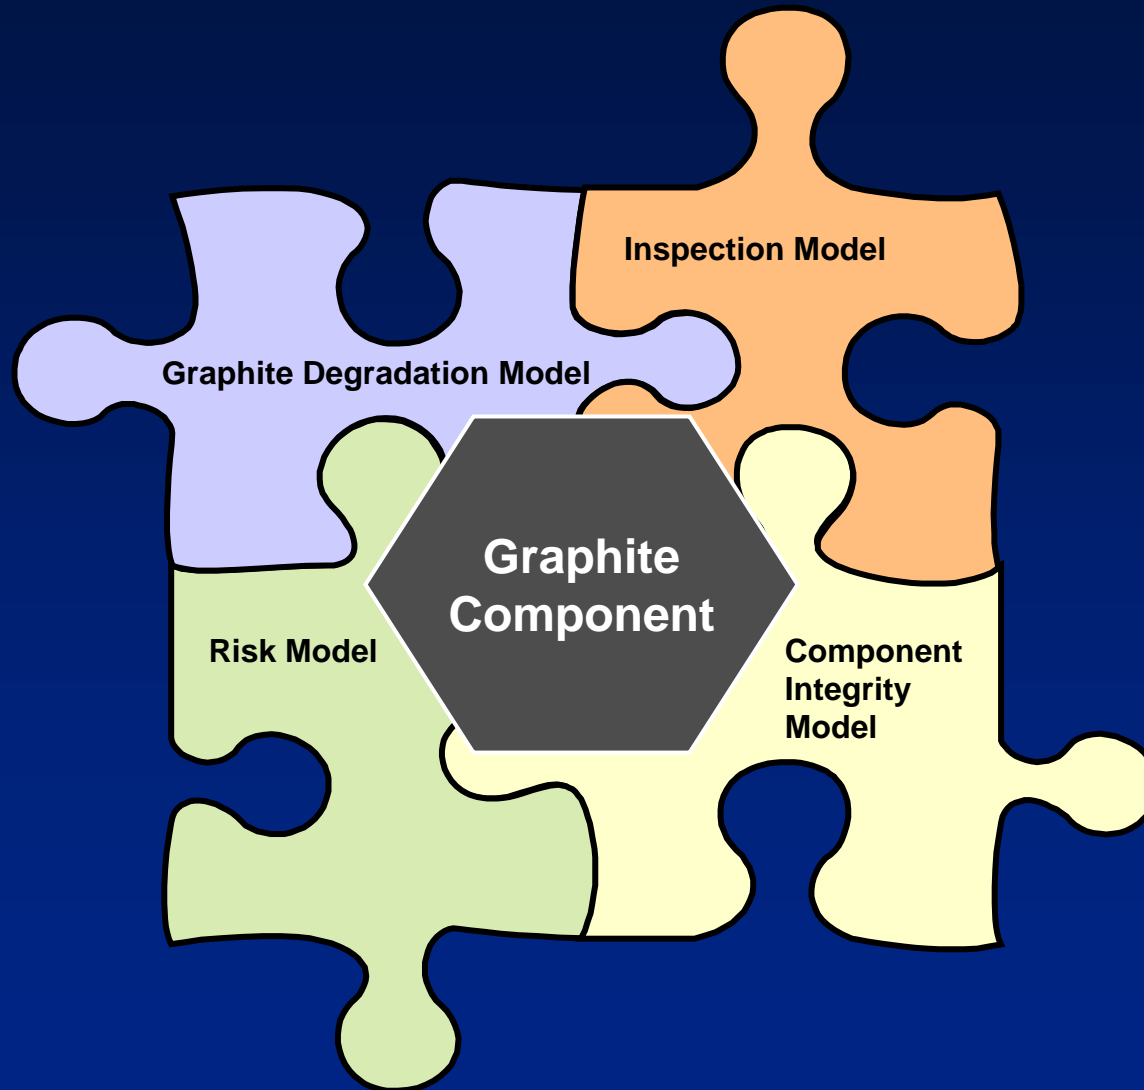 Inspection Model
Graphite Degradation Model
Graphite
Component
Risk Model
Component
Integrity
Model